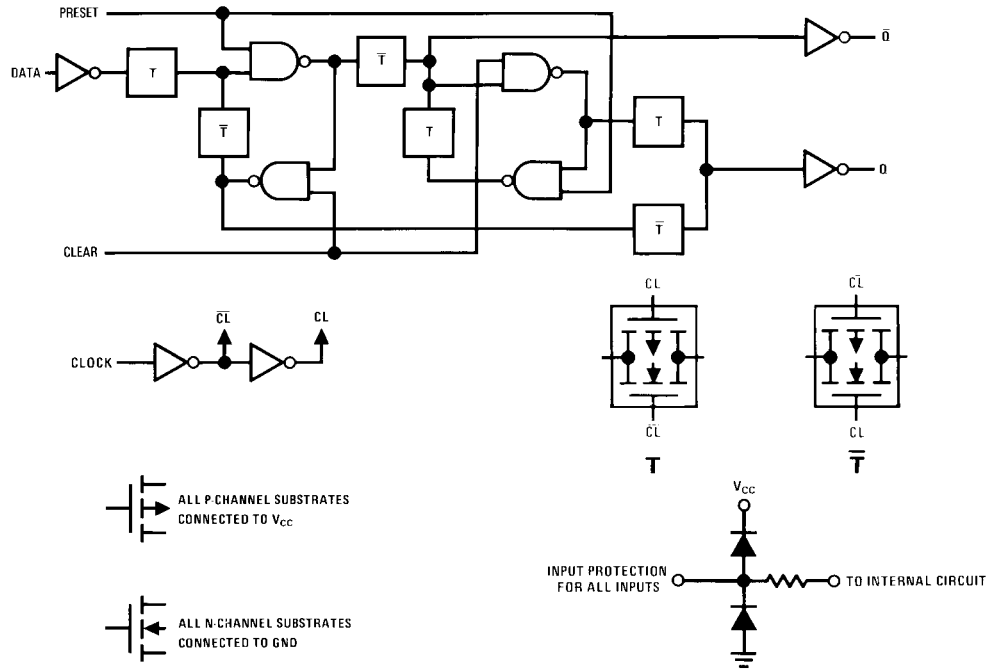 PRESET
Q̅
DATA
T
T̅
T̅
T
T
Q
T̅
CLEAR
C̅L̅
CL
CLOCK
CL
C̅L̅
C̅L̅
CL
T
T̅
ALL P-CHANNEL SUBSTRATES
CONNECTED TO VCC
VCC
INPUT PROTECTION
FOR ALL INPUTS
TO INTERNAL CIRCUIT
ALL N-CHANNEL SUBSTRATES
CONNECTED TO GND